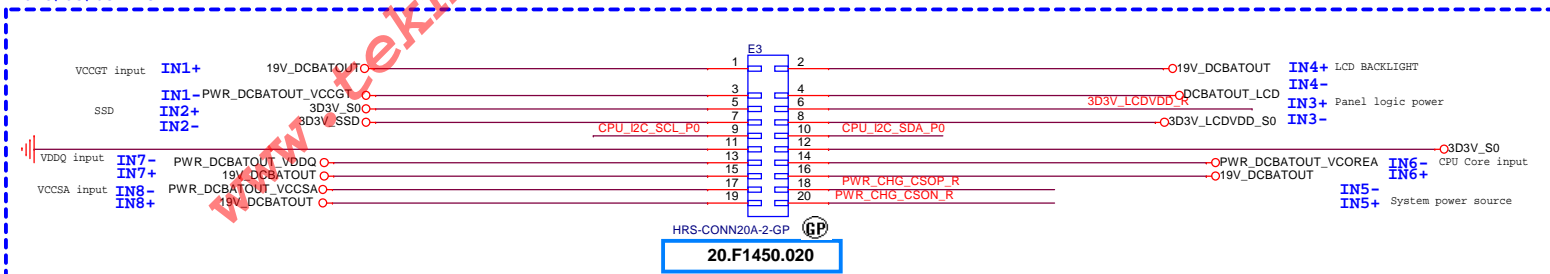 E3
VCCGT input IN1+ 19V_DCBATOUT 1 2 19V_DCBATOUT IN4+ LCD BACKLIGHT
IN4-
IN1- PWR_DCBATOUT_VCCGT 3 4 DCBATOUT_LCD
SSD IN2+ 3D3V_S0 5 6 3D3V_LCDVDD_R IN3+ Panel logic power
IN2- 3D3V_SSD 7 8 3D3V_LCDVDD_S0 IN3-
CPU_I2C_SCL_P0 9 10 CPU_I2C_SDA_P0
11 12 3D3V_S0
VDDQ input IN7- PWR_DCBATOUT_VDDQ 13 14 PWR_DCBATOUT_VCOREA IN6- CPU Core input
IN7+ 19V_DCBATOUT 15 16 19V_DCBATOUT IN6+
VCCSA input IN8- PWR_DCBATOUT_VCCSA 17 18 PWR_CHG_CSOP_R IN5-
IN8+ 19V_DCBATOUT 19 20 PWR_CHG_CSON_R IN5+ System power source
HRS-CONN20A-2-GP GP
20.F1450.020
www.tekn